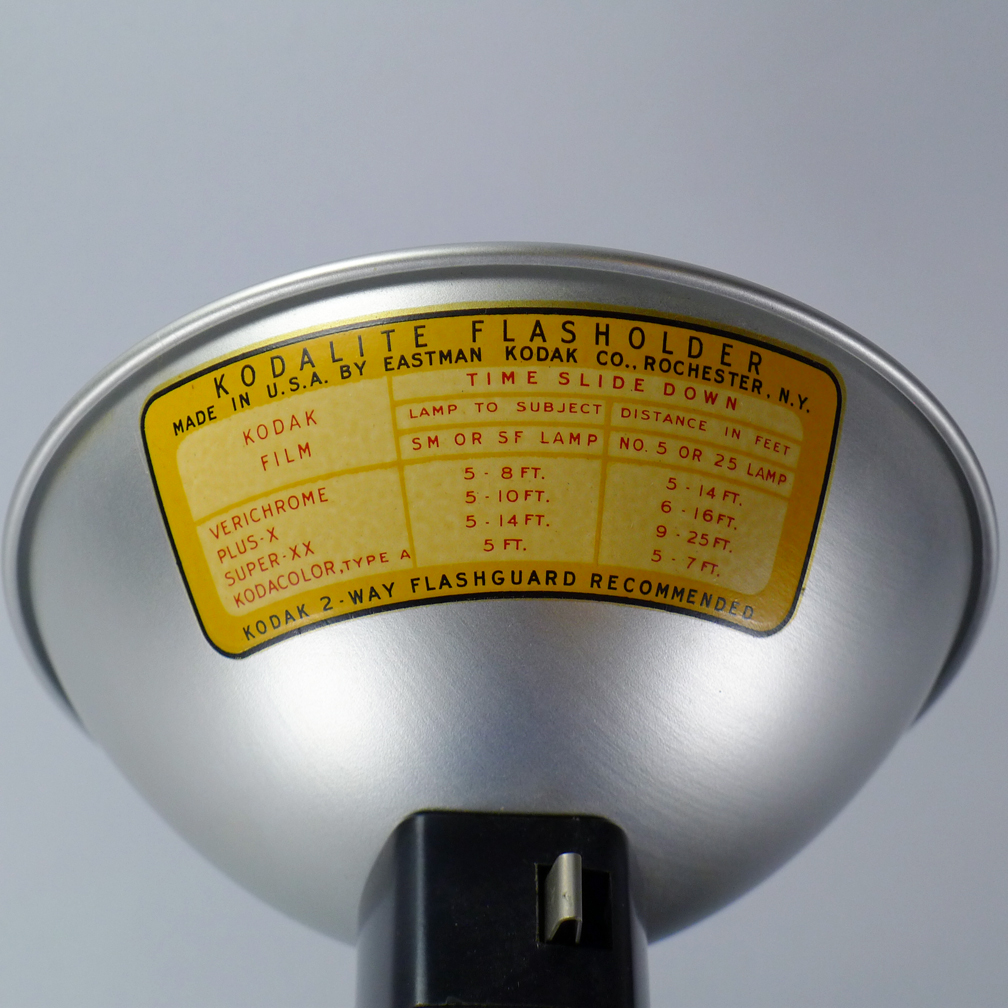 KODALITE FLASHOLDER
MADE IN U.S.A. BY EASTMAN KODAK CO., ROCHESTER, N.Y.
KODAK
FILM
TIME SLIDE DOWN
LAMP TO SUBJECT DISTANCE IN FEET
SM OR SF LAMP NO. 5 OR 25 LAMP
VERICHROME 5 - 8 FT. 5 - 14 FT.
PLUS-X 5 - 10 FT. 6 - 16 FT.
SUPER-XX 5 - 14 FT. 9 - 25 FT.
KODACOLOR, TYPE A 5 FT. 5 - 7 FT.
KODAK 2-WAY FLASHGUARD RECOMMENDED